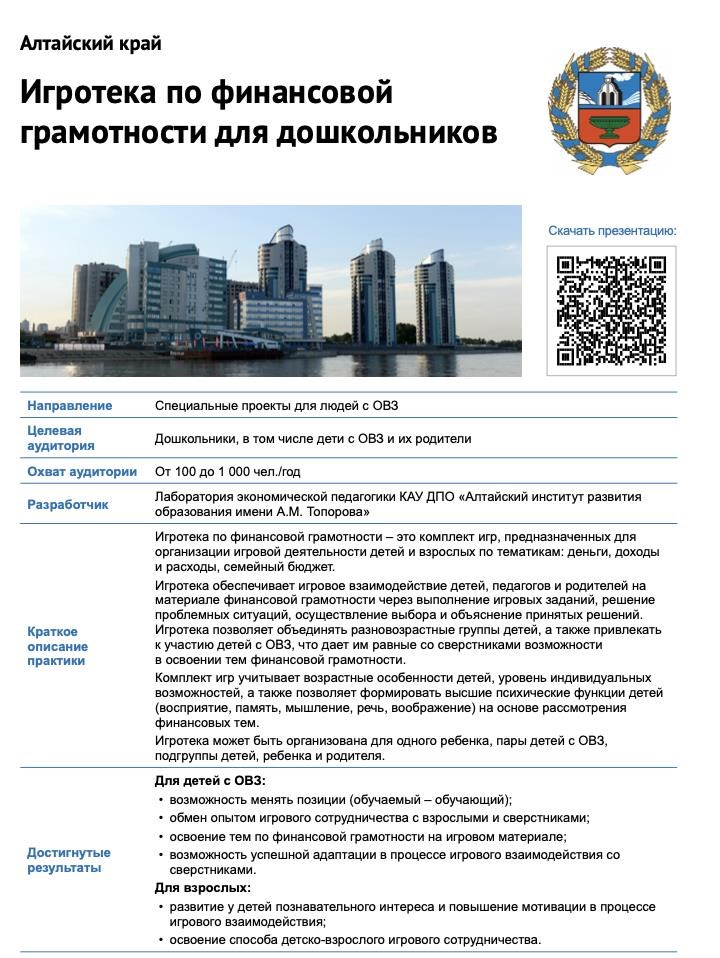 Алтайский край
Игротека по финансовой
грамотности для дошкольников
Скачать презентацию:
Направление
Специальные проекты для людей с ОВЗ
Целевая
аудитория
Дошкольники, в том числе дети с ОВЗ и их родители
Охват аудитории
От 100 до 1 000 чел./год
Разработчик
Лаборатория экономической педагогики КАУ ДПО «Алтайский институт развития
образования имени А.М. Топорова»
Краткое
описание
практики
Игротека по финансовой грамотности – это комплект игр, предназначенных для
организации игровой деятельности детей и взрослых по тематикам: деньги, доходы
и расходы, семейный бюджет.
Игротека обеспечивает игровое взаимодействие детей, педагогов и родителей на
материале финансовой грамотности через выполнение игровых заданий, решение
проблемных ситуаций, осуществление выбора и объяснение принятых решений.
Игротека позволяет объединять разновозрастные группы детей, а также привлекать
к участию детей с ОВЗ, что дает им равные со сверстниками возможности
в освоении тем финансовой грамотности.
Комплект игр учитывает возрастные особенности детей, уровень индивидуальных
возможностей, а также позволяет формировать высшие психические функции детей
(восприятие, память, мышление, речь, воображение) на основе рассмотрения
финансовых тем.
Игротека может быть организована для одного ребенка, пары детей с ОВЗ,
подгруппы детей, ребенка и родителя.
Достигнутые
результаты
Для детей с ОВЗ:
• возможность менять позиции (обучаемый – обучающий);
• обмен опытом игрового сотрудничества с взрослыми и сверстниками;
• освоение тем по финансовой грамотности на игровом материале;
• возможность успешной адаптации в процессе игрового взаимодействия со
сверстниками.
Для взрослых:
• развитие у детей познавательного интереса и повышение мотивации в процессе
игрового взаимодействия;
• освоение способа детско-взрослого игрового сотрудничества.